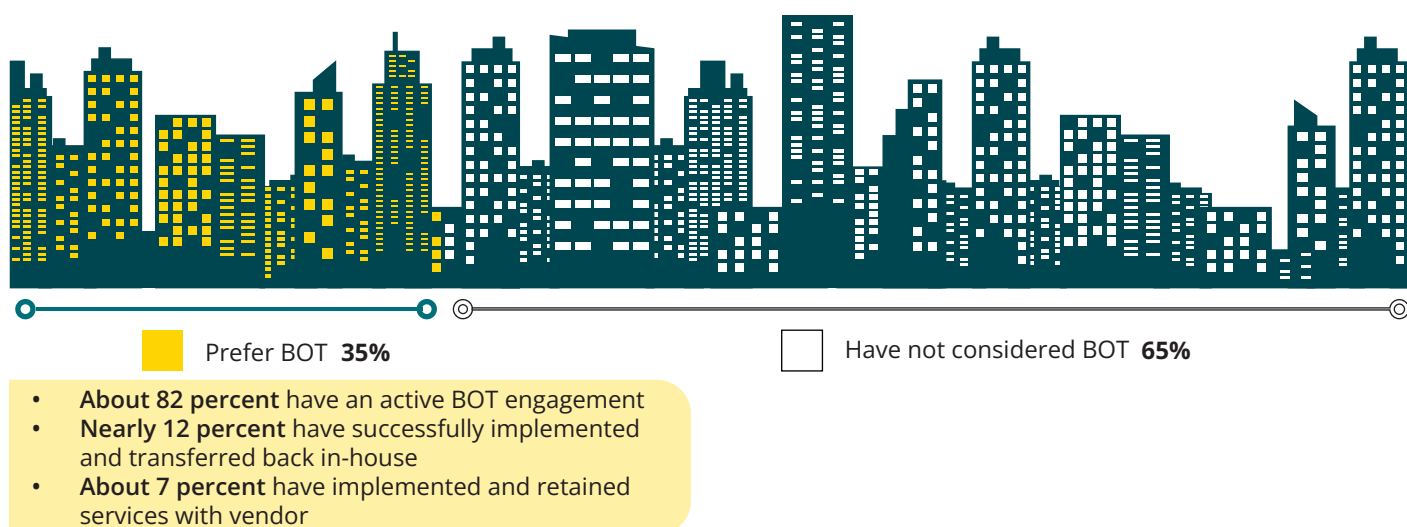 Prefer BOT 35%
Have not considered BOT 65%
• About 82 percent have an active BOT engagement
• Nearly 12 percent have successfully implemented
and transferred back in-house
• About 7 percent have implemented and retained
services with vendor